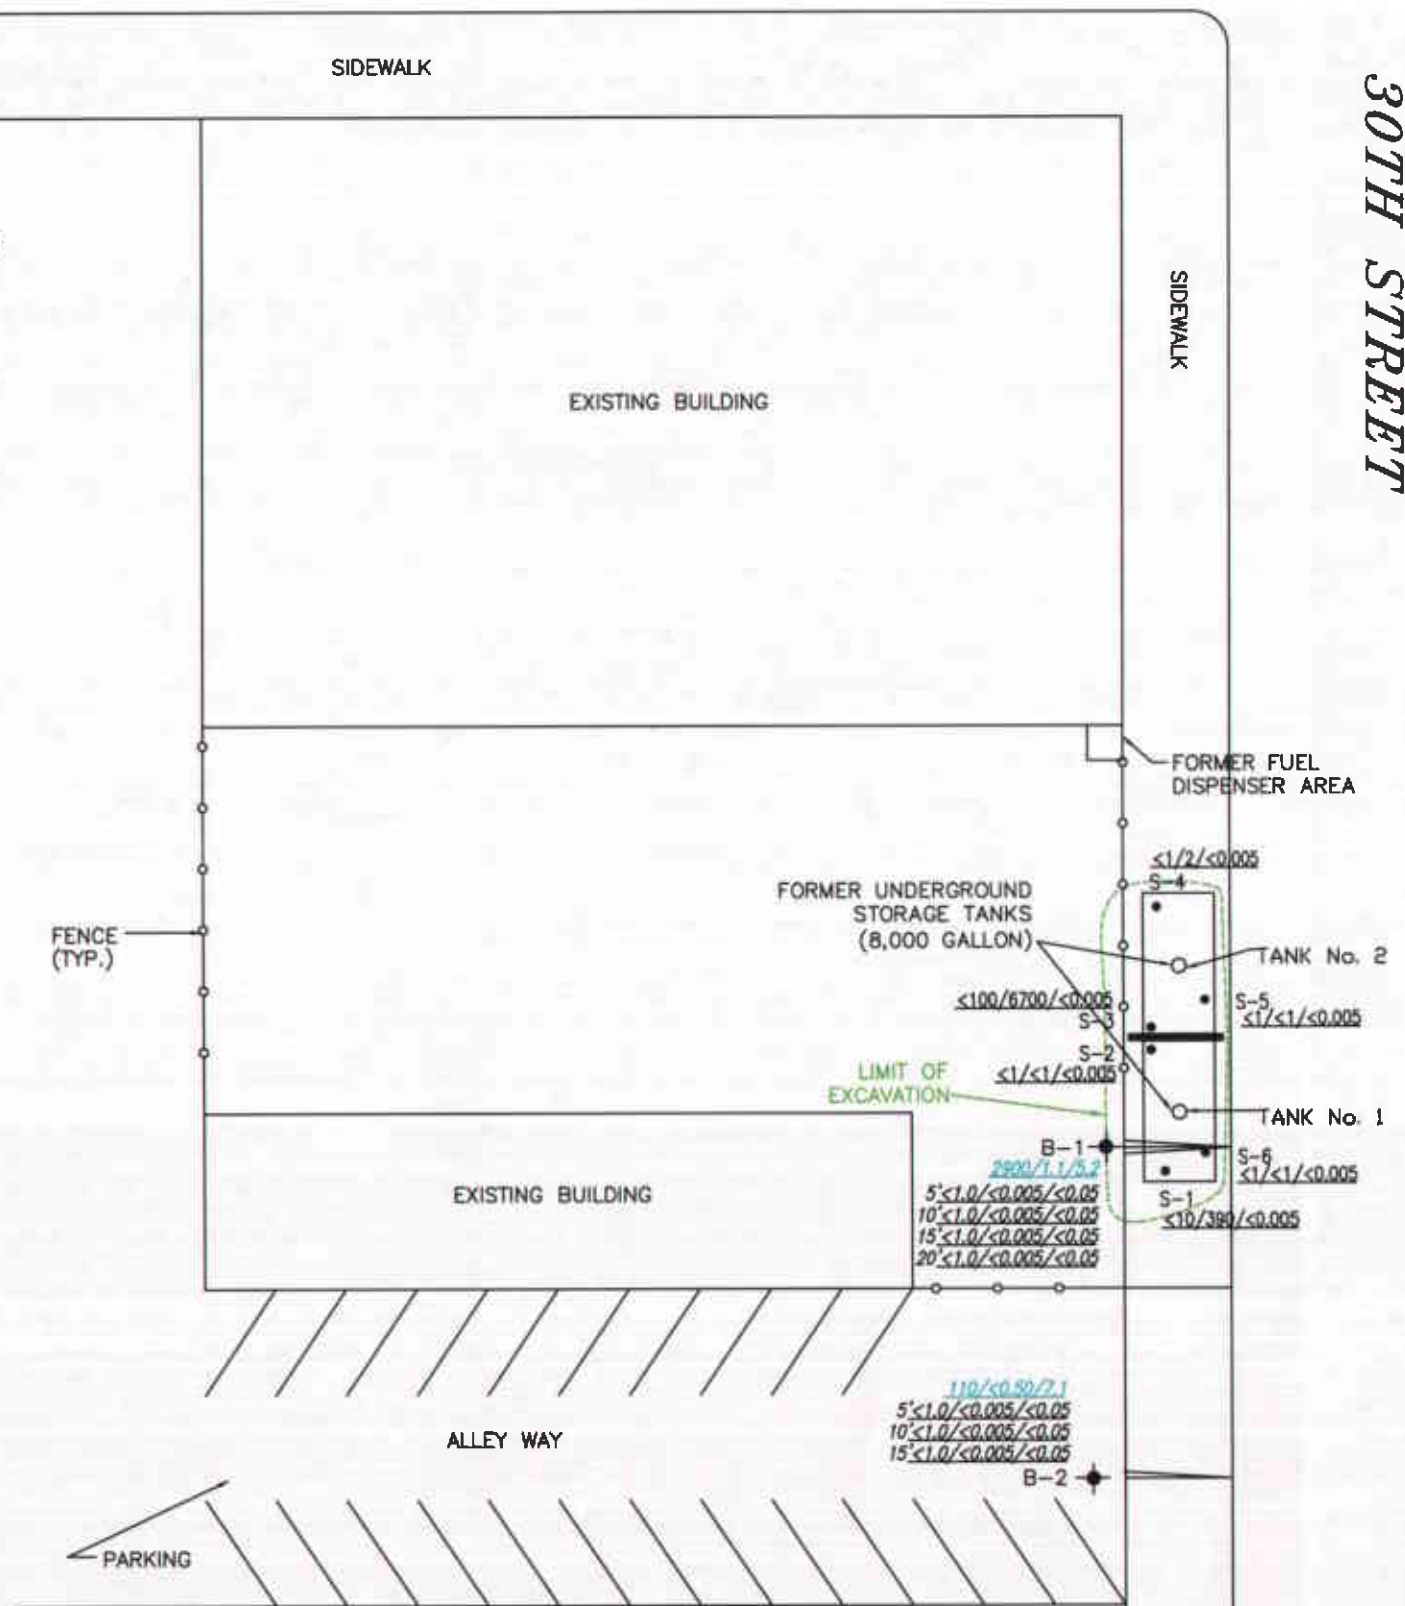 SIDEWALK
30TH STREET
SIDEWALK
EXISTING BUILDING
FORMER FUEL
DISPENSER AREA
<1/2/<0.005
S-4
FORMER UNDERGROUND
STORAGE TANKS
(8,000 GALLON)
FENCE
(TYP.)
TANK No. 2
<100/6700/<0.005
S-3
S-5
<1/<1/<0.005
S-2
<1/<1/<0.005
LIMIT OF
EXCAVATION
TANK No. 1
B-1
2900/1.1/5.2
5'<1.0/<0.005/<0.05
10'<1.0/<0.005/<0.05
15'<1.0/<0.005/<0.05
20'<1.0/<0.005/<0.05
S-6
<1/<1/<0.005
S-1
<10/390/<0.005
EXISTING BUILDING
110/<0.50/7.1
5'<1.0/<0.005/<0.05
10'<1.0/<0.005/<0.05
15'<1.0/<0.005/<0.05
B-2
ALLEY WAY
PARKING